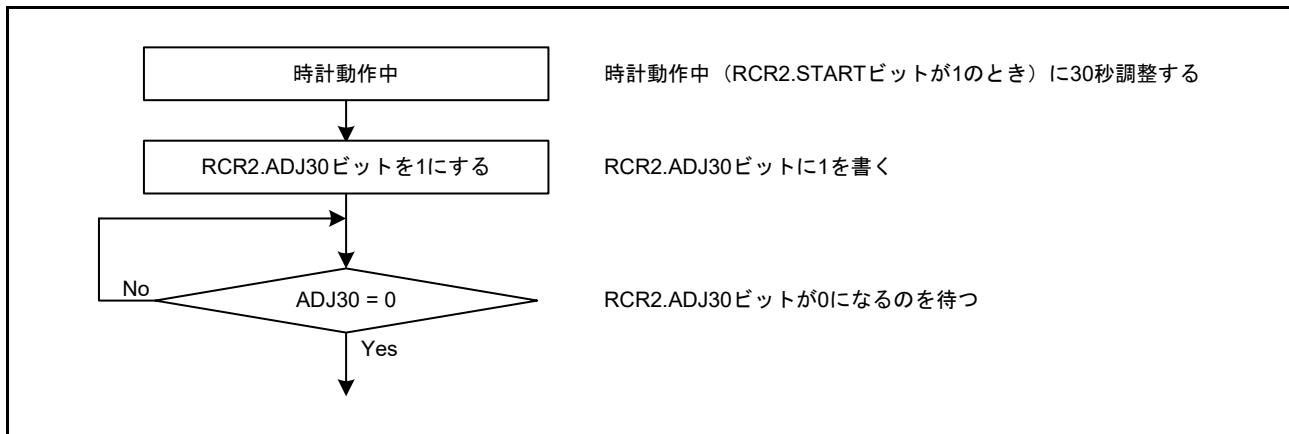 時計動作中
時計動作中（RCR2.STARTビットが1のとき）に30秒調整する
RCR2.ADJ30ビットを1にする
RCR2.ADJ30ビットに1を書く
No
ADJ30 = 0
RCR2.ADJ30ビットが0になるのを待つ
Yes